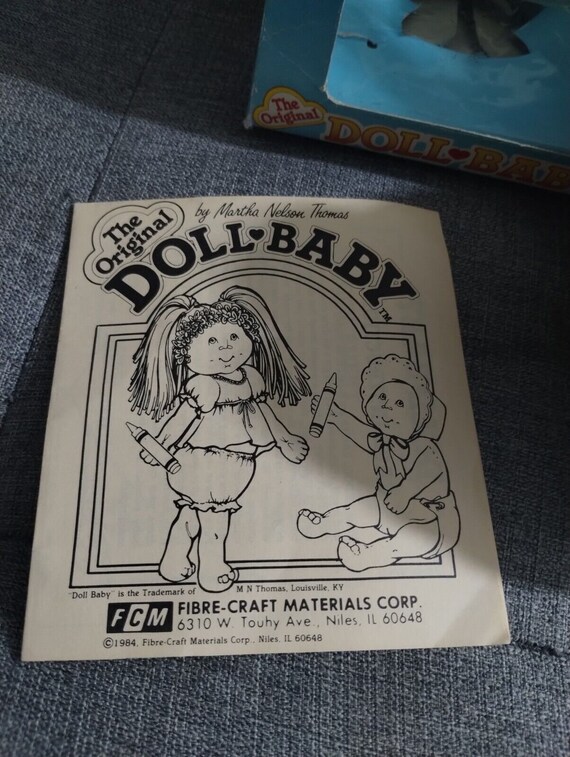 The
Original
DOLL♥BABY
The
Original
by Martha Nelson Thomas
DOLL♥BABY™
"Doll Baby" is the Trademark of M N Thomas, Louisville, KY
FCM FIBRE-CRAFT MATERIALS CORP.
6310 W. Touhy Ave., Niles, IL 60648
©1984, Fibre-Craft Materials Corp., Niles, IL 60648